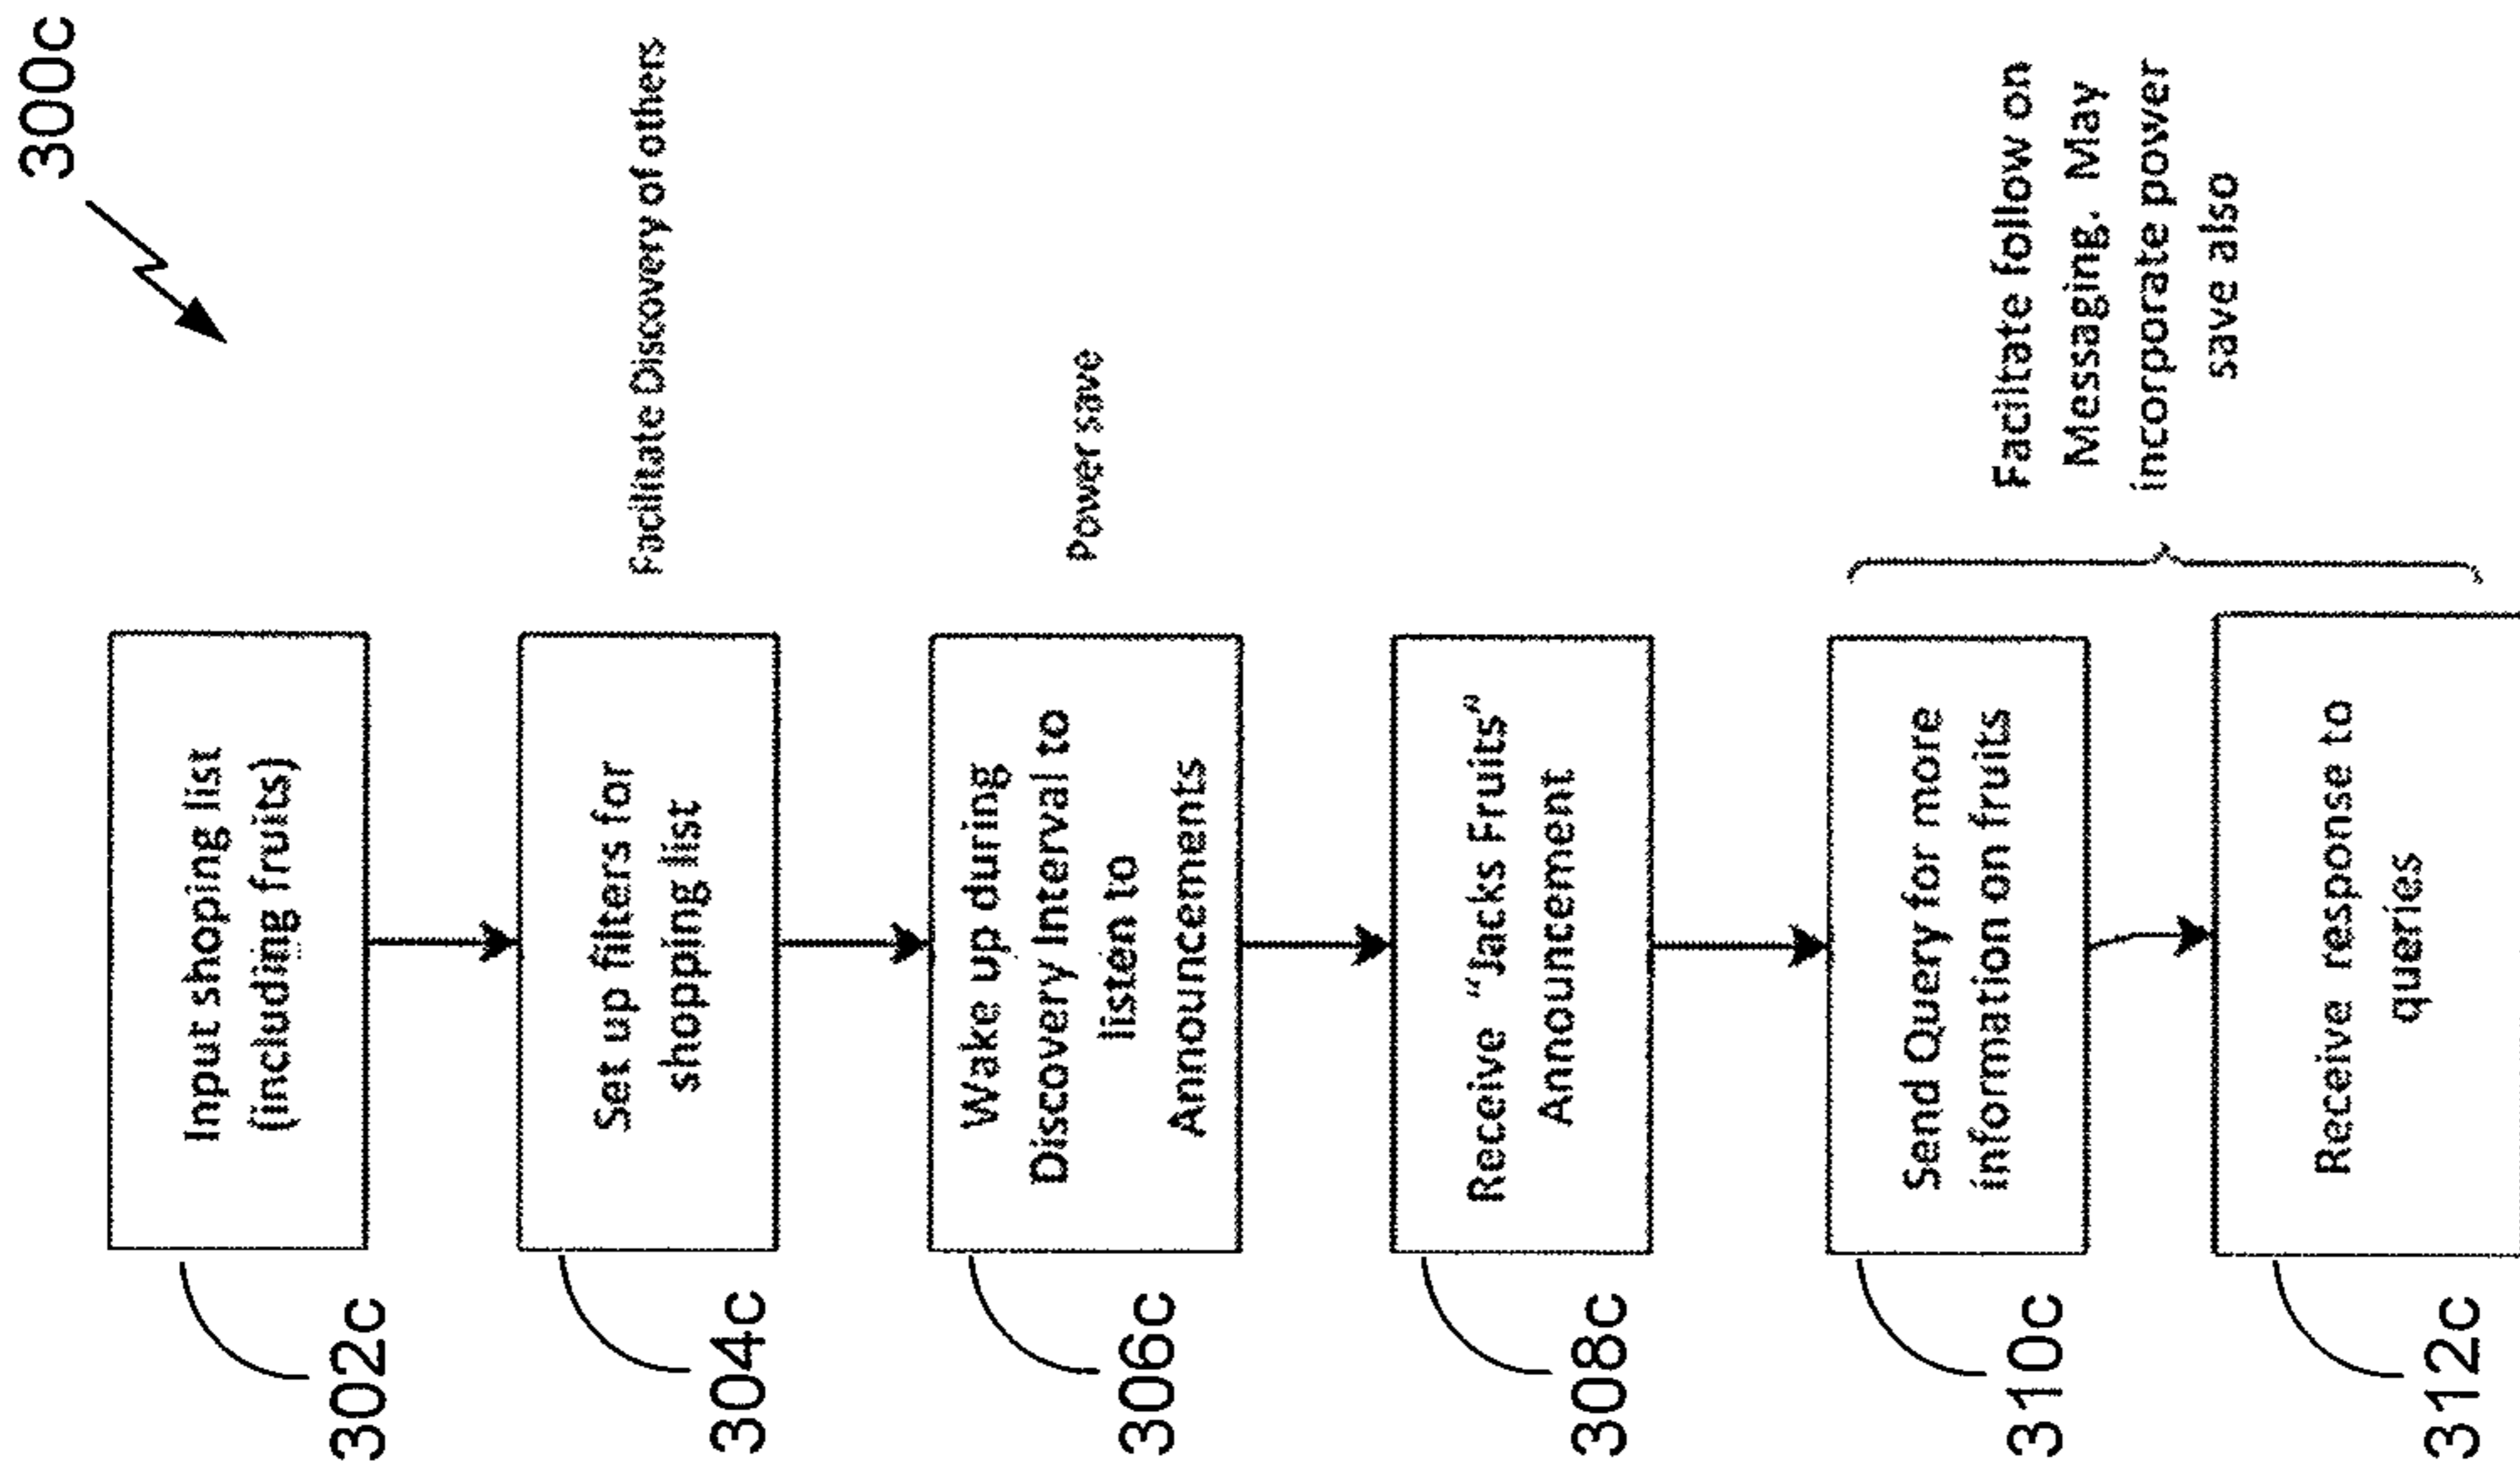 300c
302c
Input shoping list
(including fruits)
304c
Set up filters for
shopping list
Facilitate Discovery of others
306c
Wake up during
Discovery Interval to
listen to
Announcements
Power save
308c
Receive "Jacks Fruits"
Announcement
310c
Send Query for more
information on fruits
312c
Receive response to
queries
Facilitate follow on
Messaging. May
incorporate power
save also